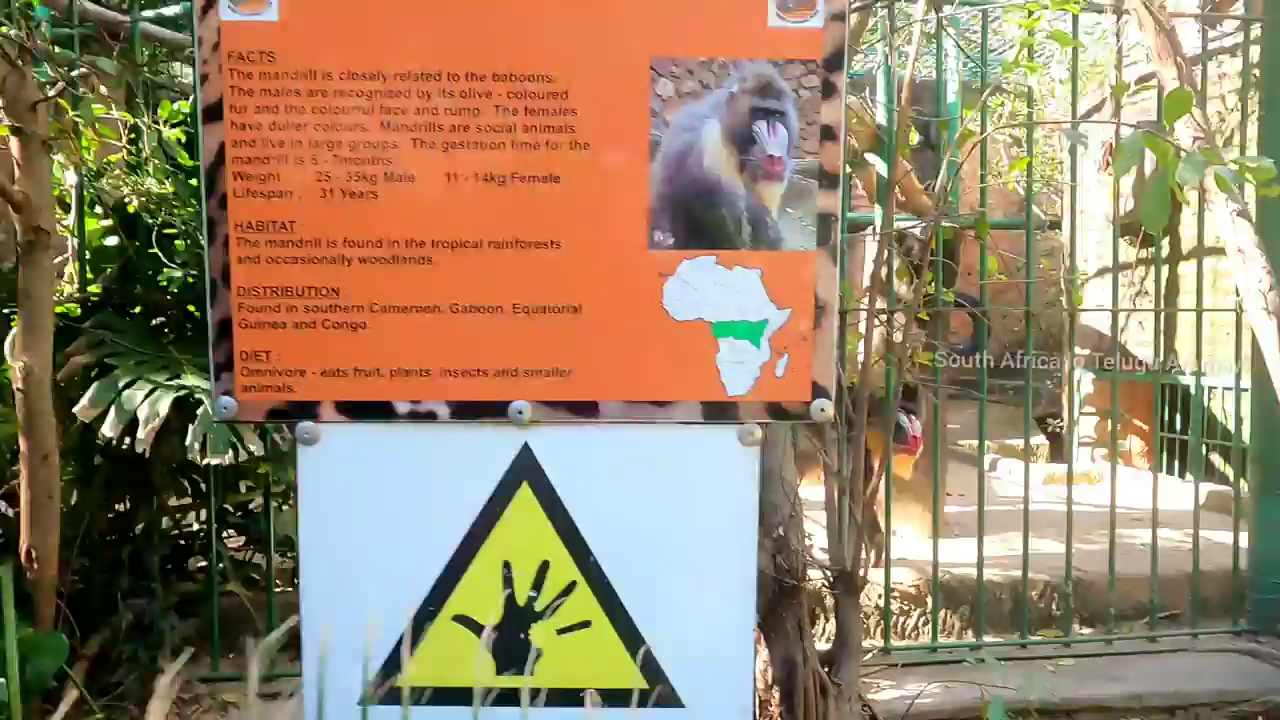 FACTS
The mandrill is closely related to the baboons.
The males are recognized by its olive - coloured
fur and the colourful face and rump. The females
have duller colours. Mandrills are social animals
and live in large groups. The gestation time for the
mandrill is 6 - 7months
Weight 25 - 35kg Male 11 - 14kg Female
Lifespan : 31 Years
HABITAT
The mandrill is found in the tropical rainforests
and occasionally woodlands.
DISTRIBUTION
Found in southern Cameroon, Gaboon, Equatorial
Guinea and Congo.
DIET :
Omnivore - eats fruit, plants, insects and smaller
animals.
South Africa Telugu